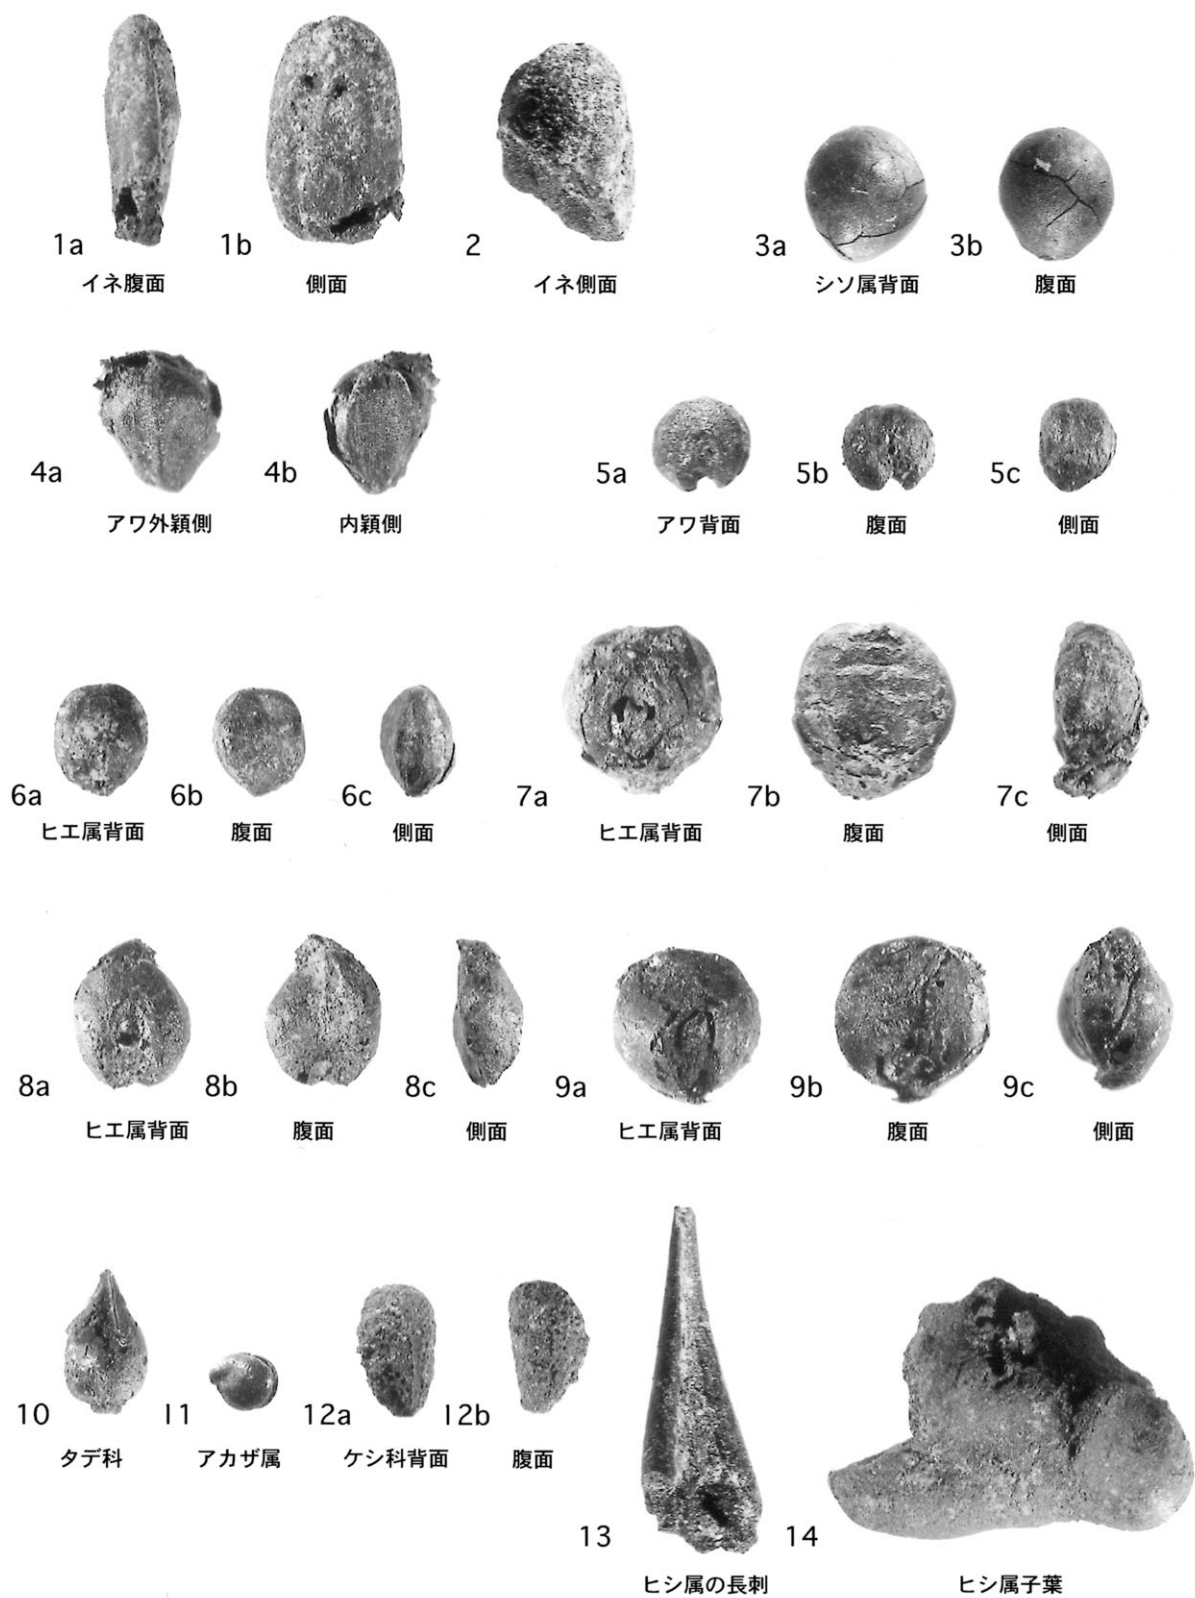 1a 1b 2 3a 3b
イネ腹面 側面 イネ側面 シソ属背面 腹面
4a 4b 5a 5b 5c
アワ外穎側 内穎側 アワ背面 腹面 側面
6a 6b 6c 7a 7b 7c
ヒエ属背面 腹面 側面 ヒエ属背面 腹面 側面
8a 8b 8c 9a 9b 9c
ヒエ属背面 腹面 側面 ヒエ属背面 腹面 側面
10 11 12a 12b
タデ科 アカザ属 ケシ科背面 腹面
13 14
ヒシ属の長刺 ヒシ属子葉